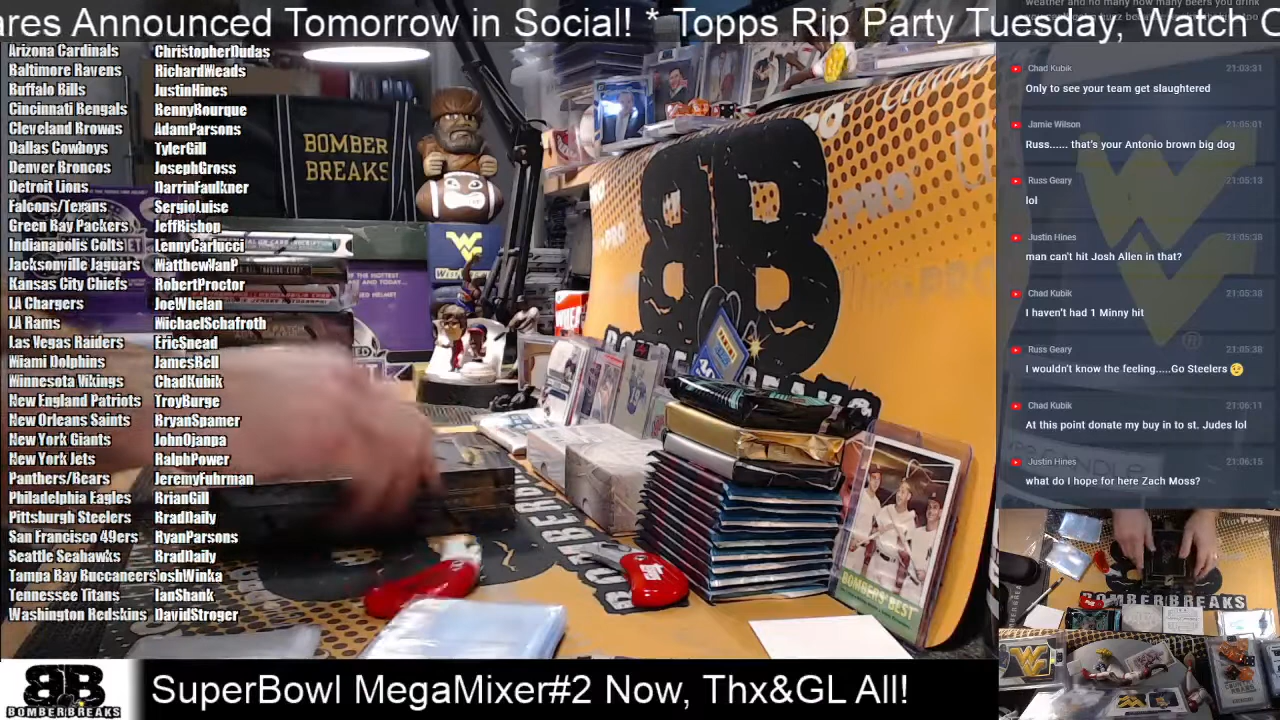 ares Announced Tomorrow in Social! * Topps Rip Party Tuesday, Watch
Arizona Cardinals ChristopherDudas
Baltimore Ravens RichardMeads
Buffalo Bills JustinHines
Cincinnati Bengals BennyBourque
Cleveland Browns AdamParsons
Dallas Cowboys TylerGill
Denver Broncos JosephGross
Detroit Lions DarrinFaulkner
Falcons/Texans SergioLuise
Green Bay Packers JeffBishop
Indianapolis Colts LennyCarlucci
Jacksonville Jaguars MatthewVanP
Kansas City Chiefs RobertProctor
LA Chargers JoeWhelan
LA Rams MichaelSchafroth
Las Vegas Raiders EricSnead
Miami Dolphins JamesBell
Minnesota Vikings ChadKubik
New England Patriots TroyBurge
New Orleans Saints BryanSpamer
New York Giants JohnOjanpa
New York Jets RalphPower
Panthers/Bears JeremyFuhrman
Philadelphia Eagles BrianGill
Pittsburgh Steelers BradDaily
San Francisco 49ers RyanParsons
Seattle Seahawks BradDaily
Tampa Bay Buccaneers JoshWinka
Tennessee Titans IanShank
Washington Redskins DavidStroger
BOMBER
BREAKS
BB
BOMBERS' BEST
Chad Kubik 21:03:31
Only to see your team get slaughtered
Jamie Wilson 21:05:01
Russ...... that's your Antonio brown big dog
Russ Geary 21:05:13
lol
Justin Hines 21:05:38
man can't hit Josh Allen in that?
Chad Kubik 21:05:38
I haven't had 1 Minny hit
Russ Geary 21:05:38
I wouldn't know the feeling.....Go Steelers 😉
Chad Kubik 21:06:11
At this point donate my buy in to st. Judes lol
Justin Hines 21:06:15
what do I hope for here Zach Moss?
BOMBERBREAKS
BB
BOMBERBREAKS
SuperBowl MegaMixer#2 Now, Thx&GL All!